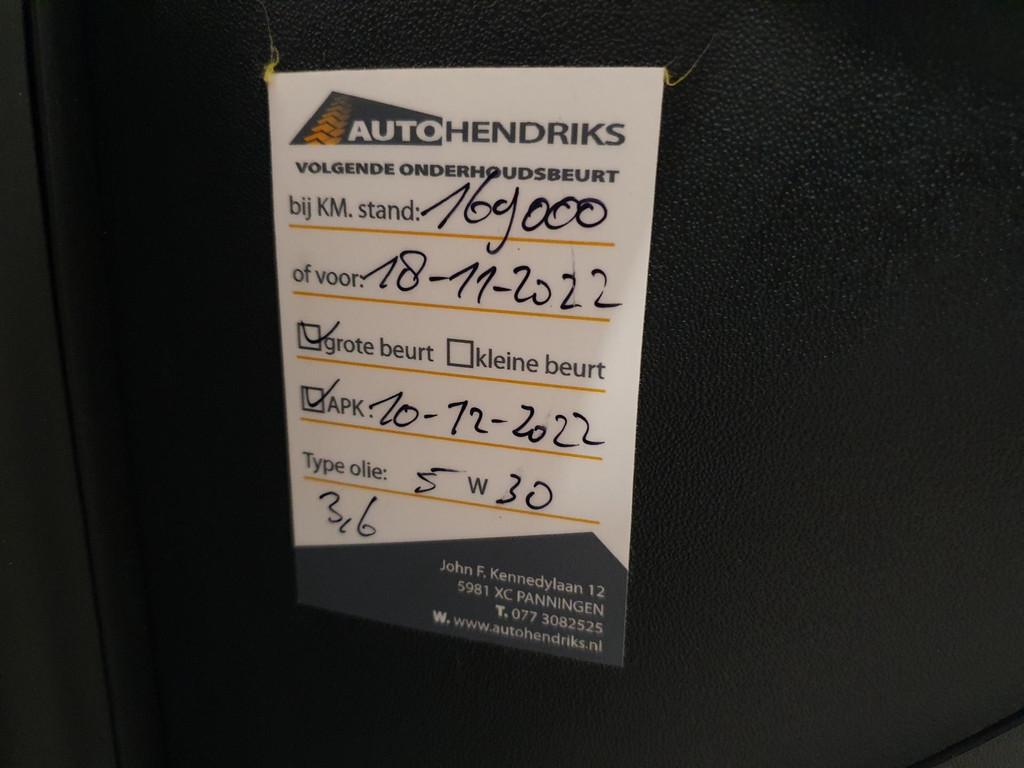 AUTOHENDRIKS
VOLGENDE ONDERHOUDSBEURT
bij KM. stand: 169000
of voor: 18-11-2022
grote beurt kleine beurt
APK: 10-12-2022
Type olie: 5 W 30
3,6
John F. Kennedylaan 12
5981 XC PANNINGEN
T. 077 3082525
W. www.autohendriks.nl